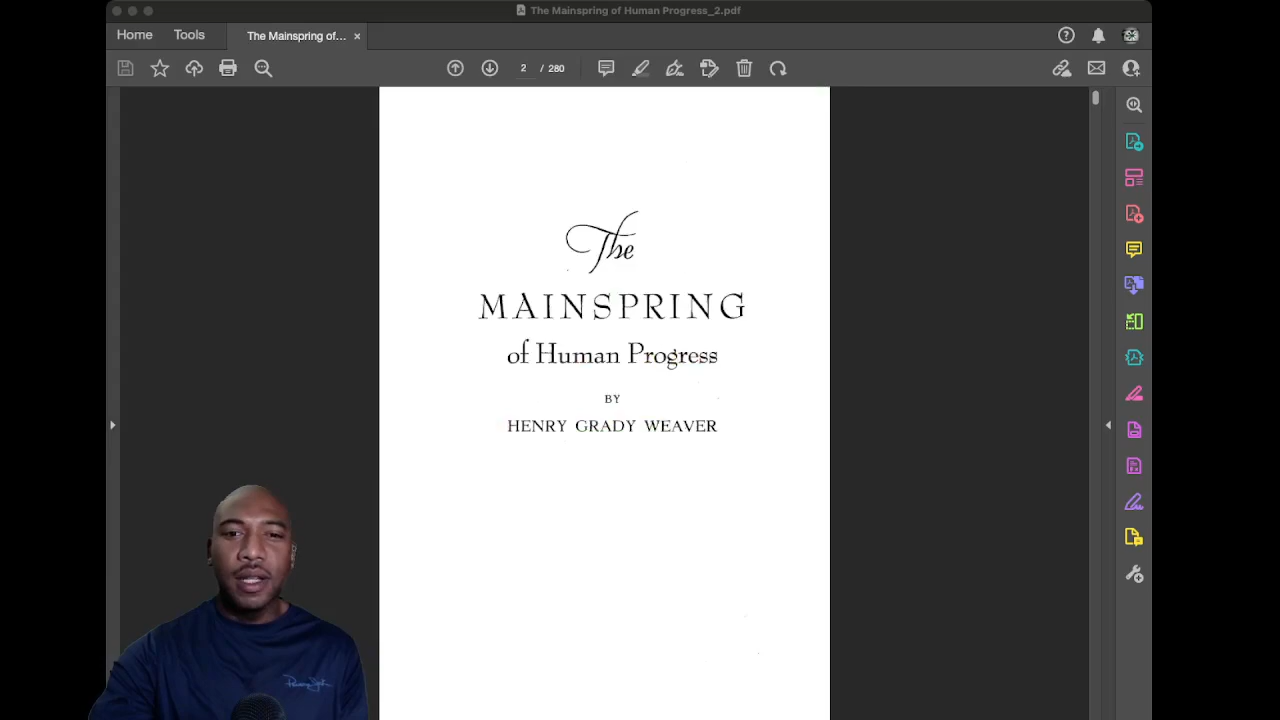 The Mainspring of Human Progress_2.pdf
Home Tools The Mainspring of... ×
2 / 280
The
MAINSPRING
of Human Progress
BY
HENRY GRADY WEAVER